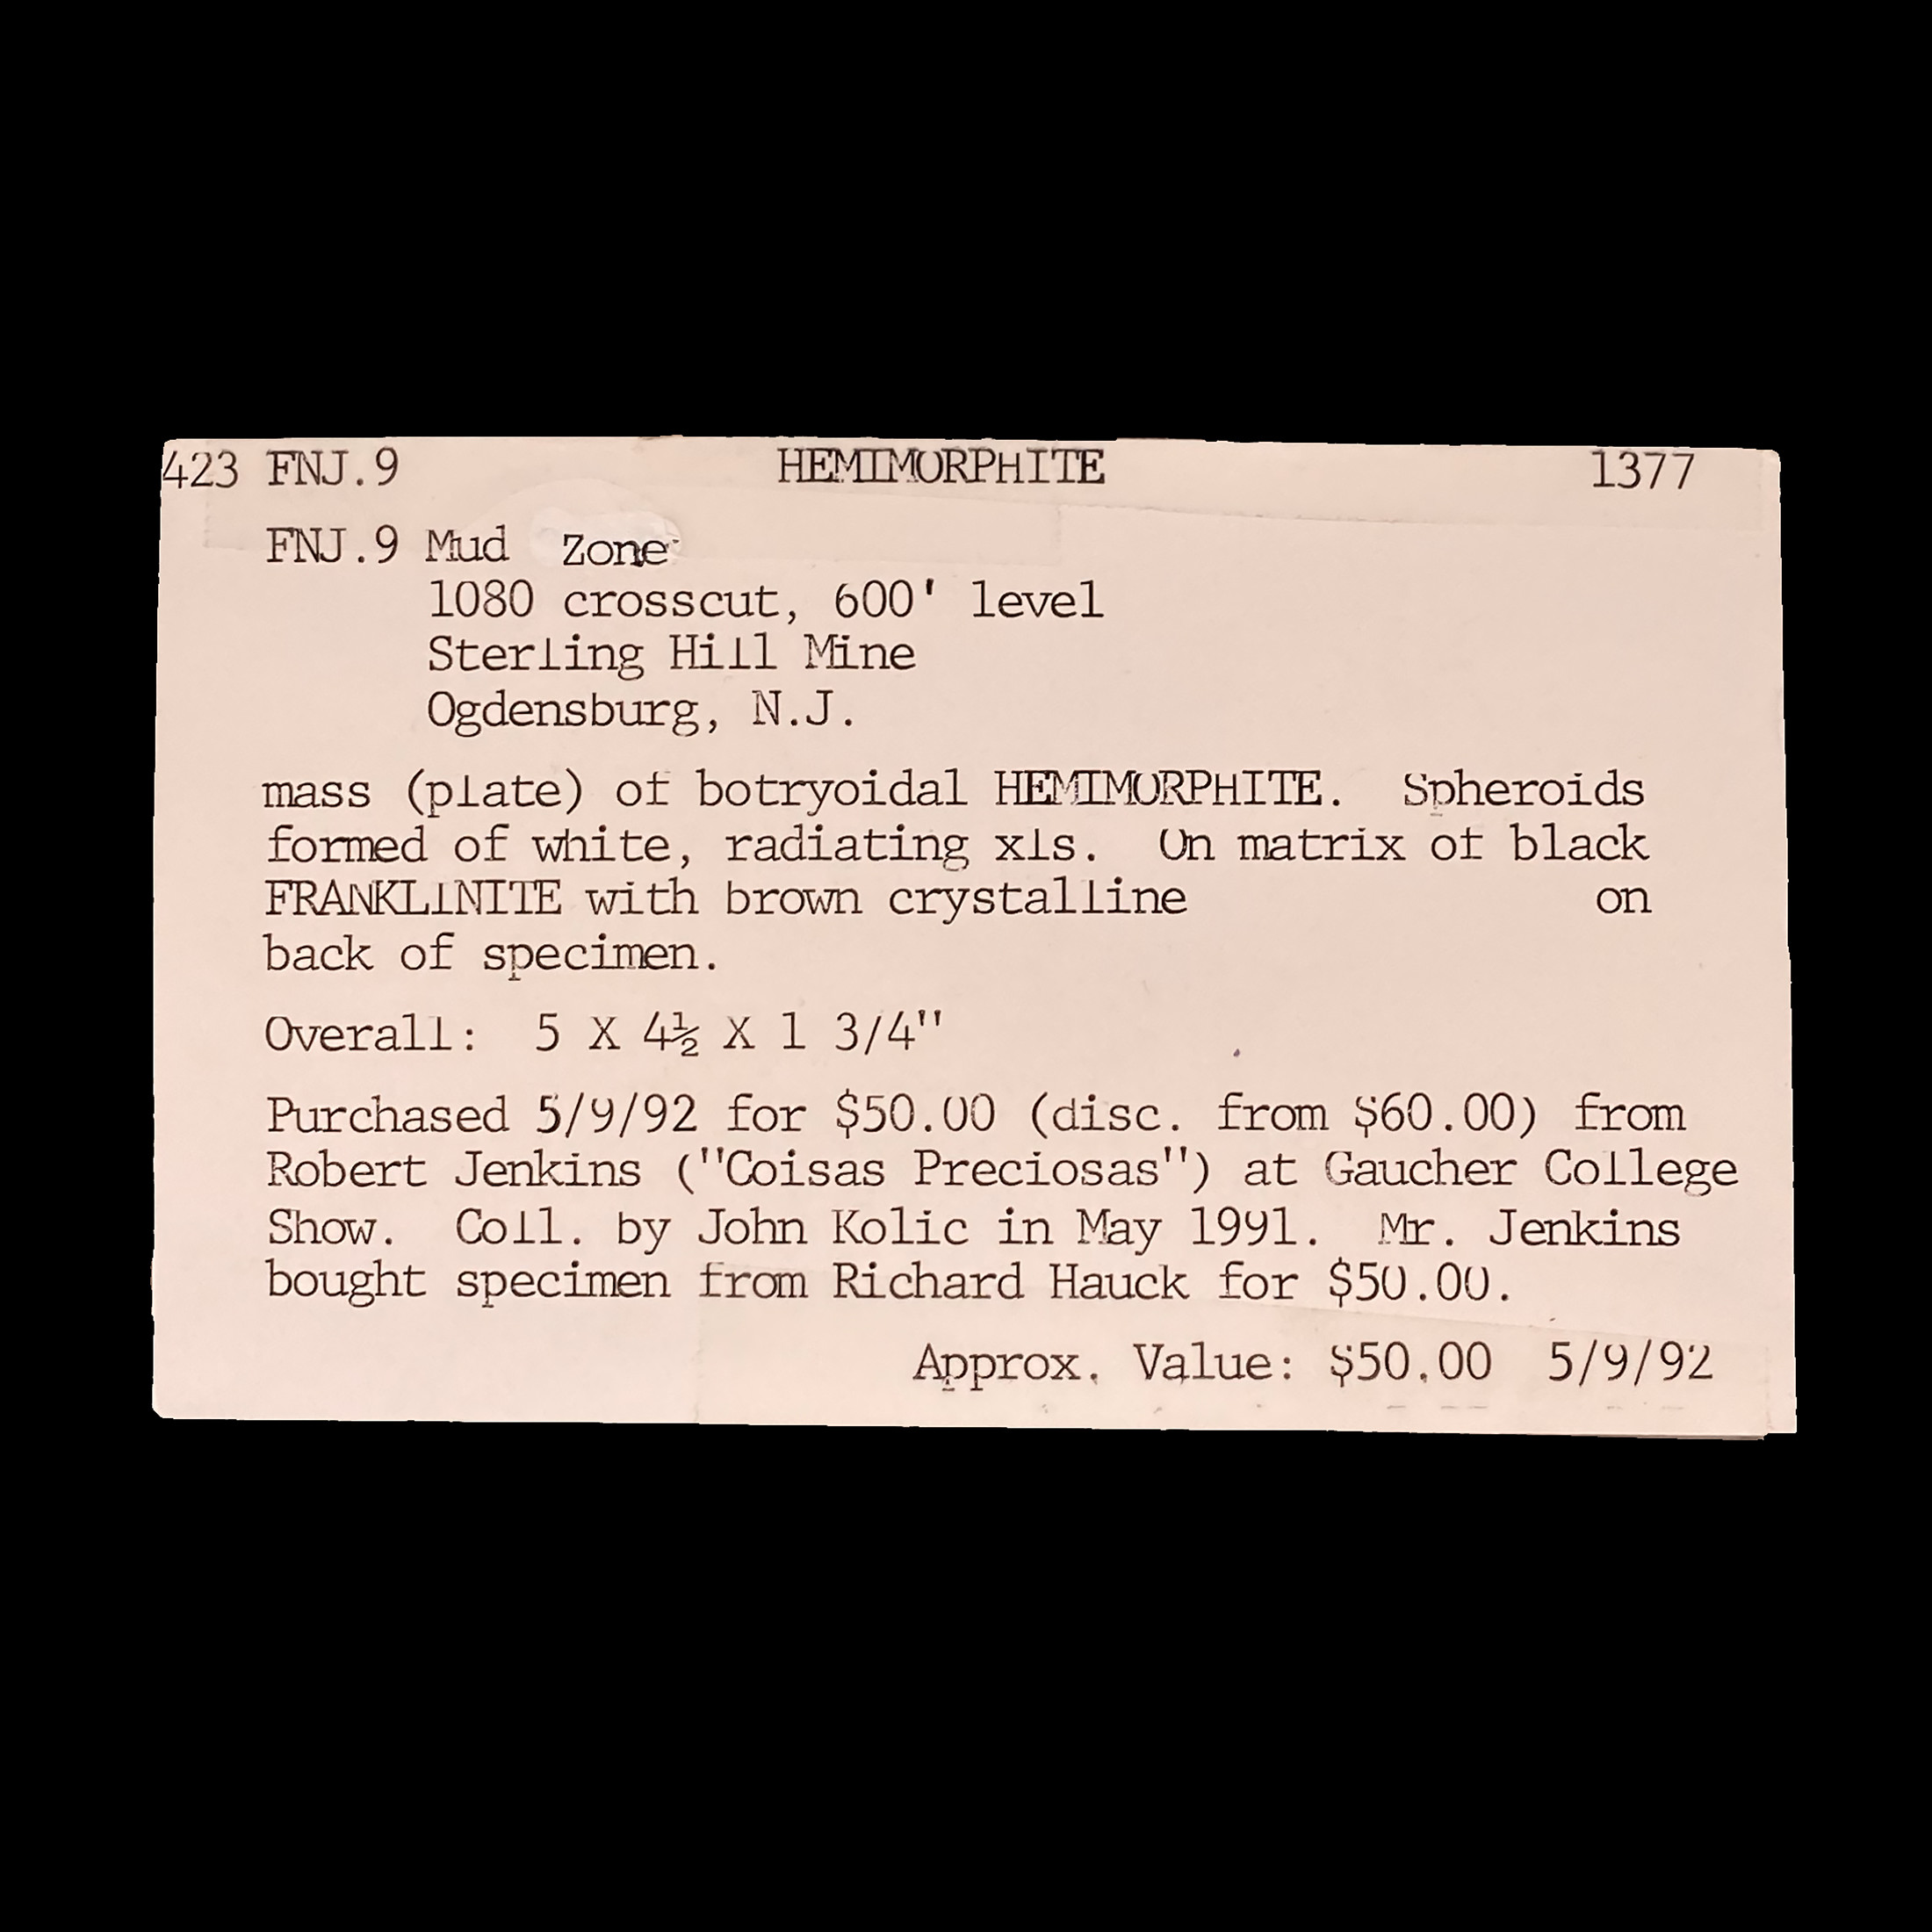 423 FNJ.9 HEMIMORPHITE 1377
FNJ.9 Mud Zone
1080 crosscut, 600' level
Sterling Hill Mine
Ogdensburg, N.J.
mass (plate) of botryoidal HEMIMORPHITE. Spheroids
formed of white, radiating xls. On matrix of black
FRANKLINITE with brown crystalline on
back of specimen.
Overall: 5 X 4½ X 1 3/4"
Purchased 5/9/92 for $50.00 (disc. from $60.00) from
Robert Jenkins ("Coisas Preciosas") at Gaucher College
Show. Coll. by John Kolic in May 1991. Mr. Jenkins
bought specimen from Richard Hauck for $50.00.
Approx. Value: $50.00 5/9/92